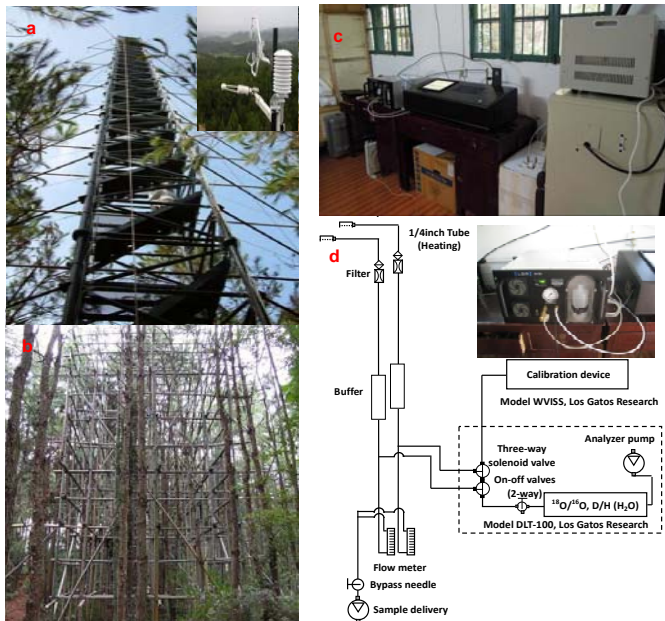 a
c
1/4inch Tube
(Heating)
d
Filter
b
Buffer
Calibration device
Model WVISS, Los Gatos Research
Analyzer pump
Three-way
solenoid valve
On-off valves
(2-way)
¹⁸O/¹⁶O, D/H (H₂O)
Model DLT-100, Los Gatos Research
Flow meter
Bypass needle
Sample delivery